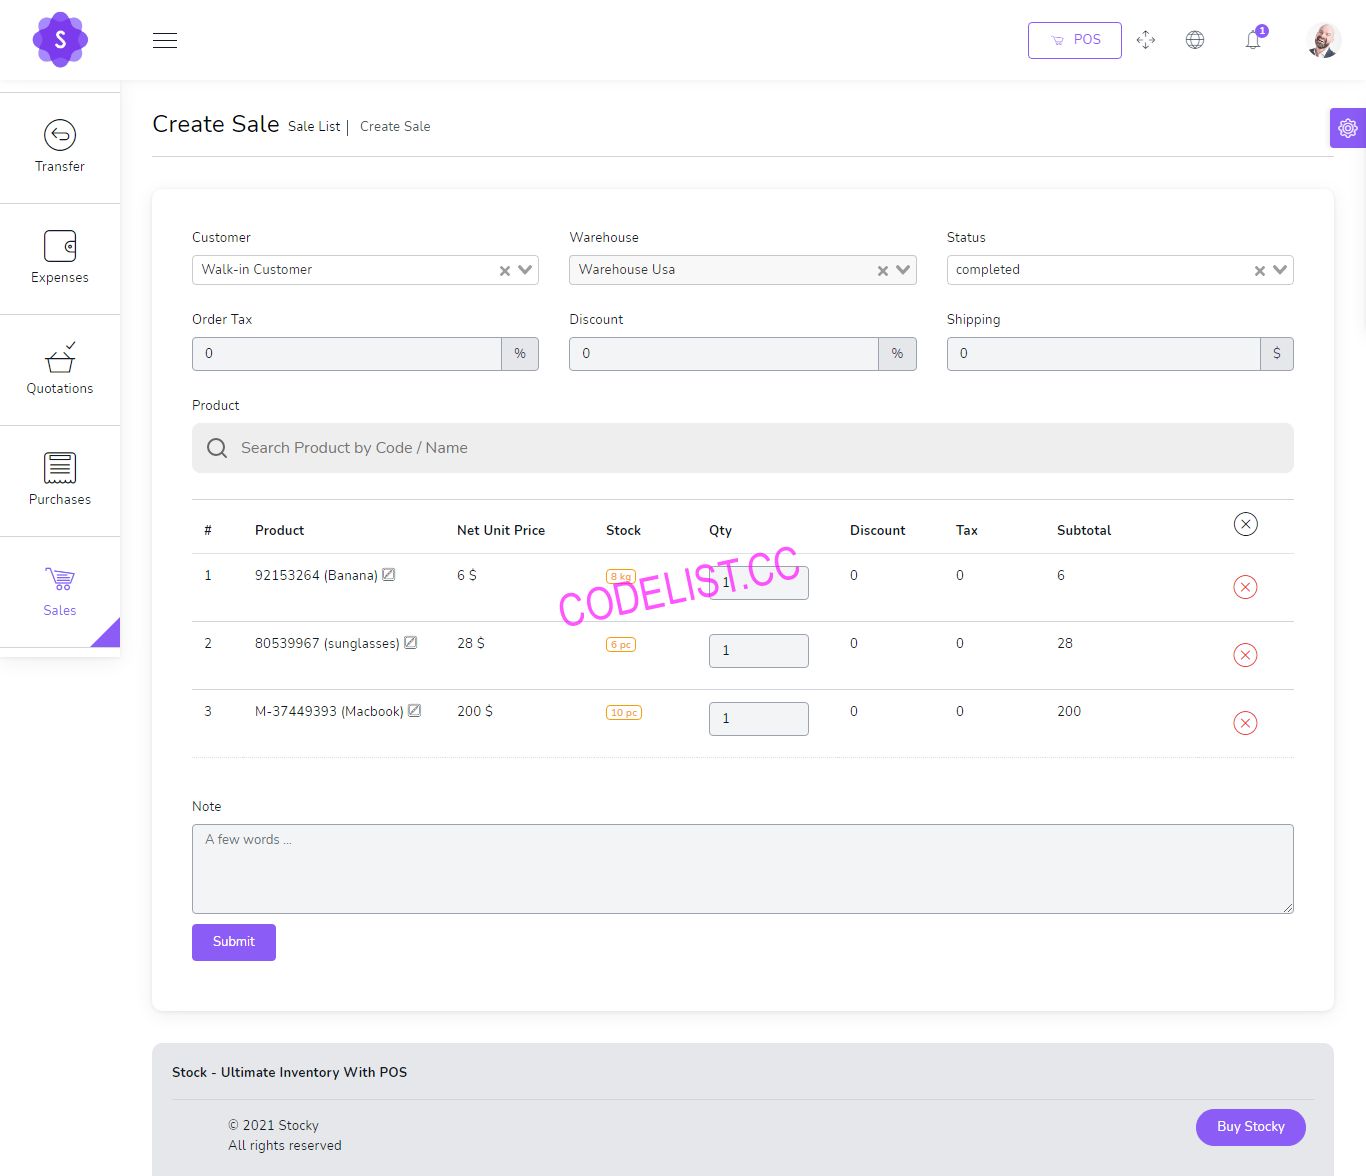 S
POS
1
Transfer
Expenses
Quotations
Purchases
Sales
Create Sale Sale List | Create Sale
Customer Warehouse Status
Walk-in Customer Warehouse Usa completed
Order Tax Discount Shipping
0 % 0 % 0 $
Product
Search Product by Code / Name
# Product Net Unit Price Stock Qty Discount Tax Subtotal
1 92153264 (Banana) 6 $ 8 kg 1 0 0 6
CODELIST.CC
2 80539967 (sunglasses) 28 $ 6 pc 1 0 0 28
3 M-37449393 (Macbook) 200 $ 10 pc 1 0 0 200
Note
A few words ...
Submit
Stock - Ultimate Inventory With POS
© 2021 Stocky
All rights reserved
Buy Stocky